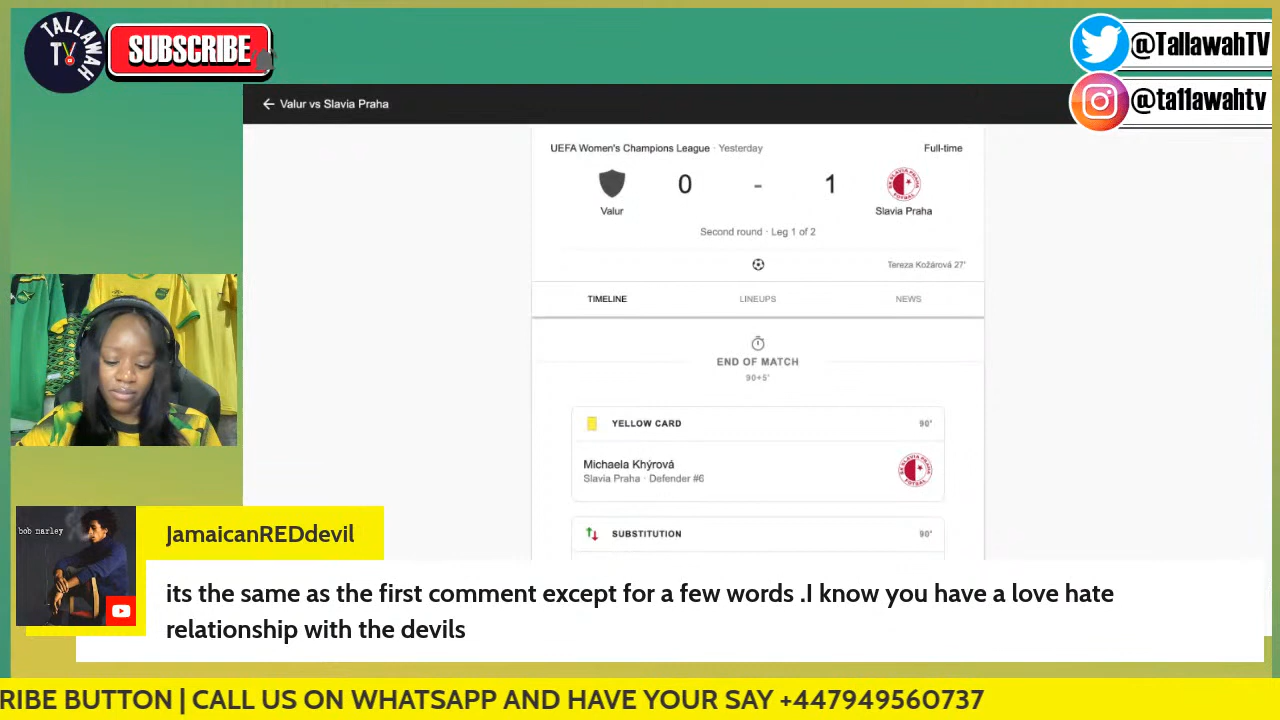 TALLAWAH
TV
SUBSCRIBE
@TallawahTV
@ta11awahtv
Valur vs Slavia Praha
UEFA Women's Champions League · Yesterday
Full-time
0 - 1
Valur
Slavia Praha
Second round · Leg 1 of 2
Tereza Kožárová 27'
TIMELINE
LINEUPS
NEWS
END OF MATCH
90+5'
YELLOW CARD
90'
Michaela Khýrová
Slavia Praha · Defender #6
SUBSTITUTION
90'
bob marley
JamaicanREDdevil
its the same as the first comment except for a few words .I know you have a love hate
relationship with the devils
RIBE BUTTON | CALL US ON WHATSAPP AND HAVE YOUR SAY +447949560737